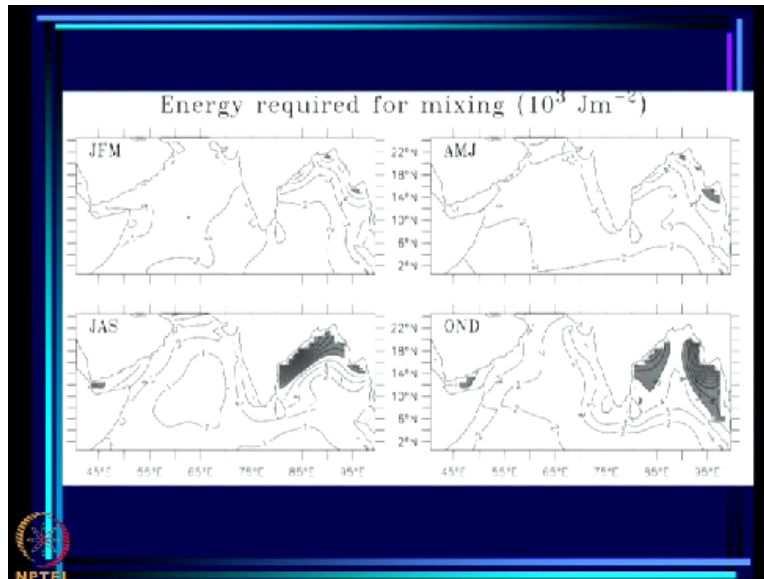 Energy required for mixing (10³ Jm⁻²)
JFM
22°N
18°N
14°N
10°N
6°N
2°N
AMJ
JAS
22°N
18°N
14°N
10°N
6°N
2°N
OND
45°E 55°E 65°E 75°E 85°E 95°E
45°E 55°E 65°E 75°E 85°E 95°E
NPTEL